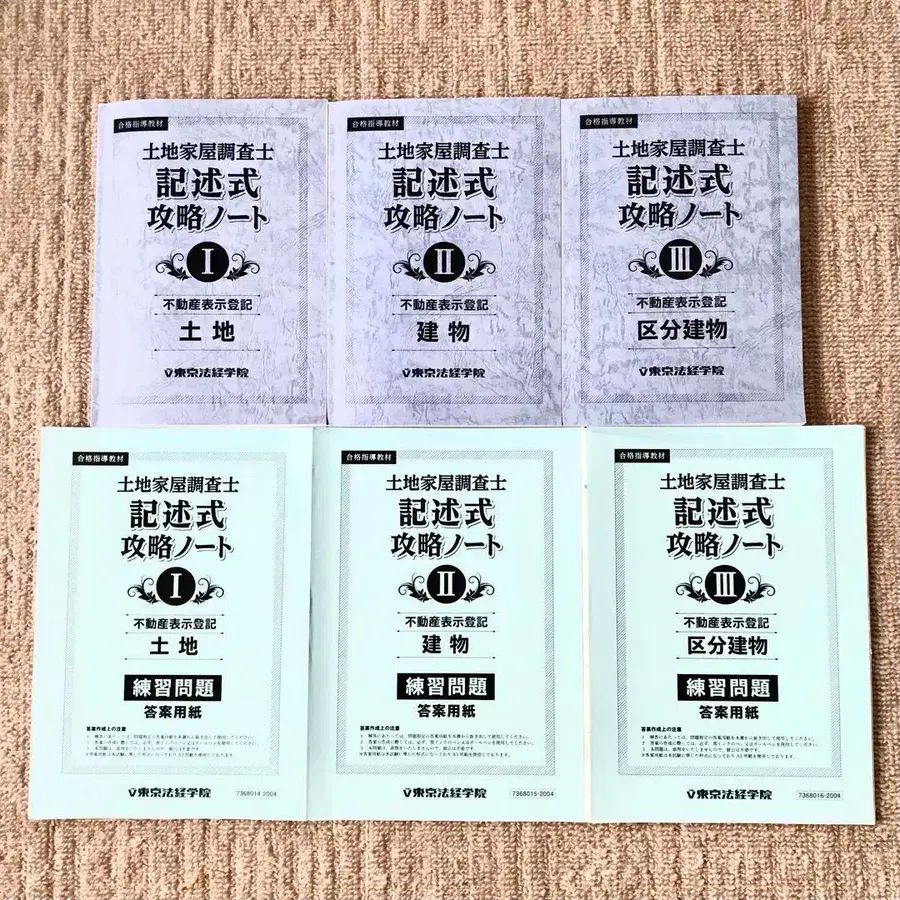 合格指導教材
土地家屋調査士
記述式
攻略ノート
I
不動産表示登記
土地
東京法経学院
合格指導教材
土地家屋調査士
記述式
攻略ノート
II
不動産表示登記
建物
東京法経学院
合格指導教材
土地家屋調査士
記述式
攻略ノート
III
不動産表示登記
区分建物
東京法経学院
合格指導教材
土地家屋調査士
記述式
攻略ノート
I
不動産表示登記
土地
練習問題
答案用紙
答案作成上の注意
東京法経学院
7368014-2004
合格指導教材
土地家屋調査士
記述式
攻略ノート
II
不動産表示登記
建物
練習問題
答案用紙
答案作成上の注意
東京法経学院
7368015-2004
合格指導教材
土地家屋調査士
記述式
攻略ノート
III
不動産表示登記
区分建物
練習問題
答案用紙
答案作成上の注意
東京法経学院
7368016-2004